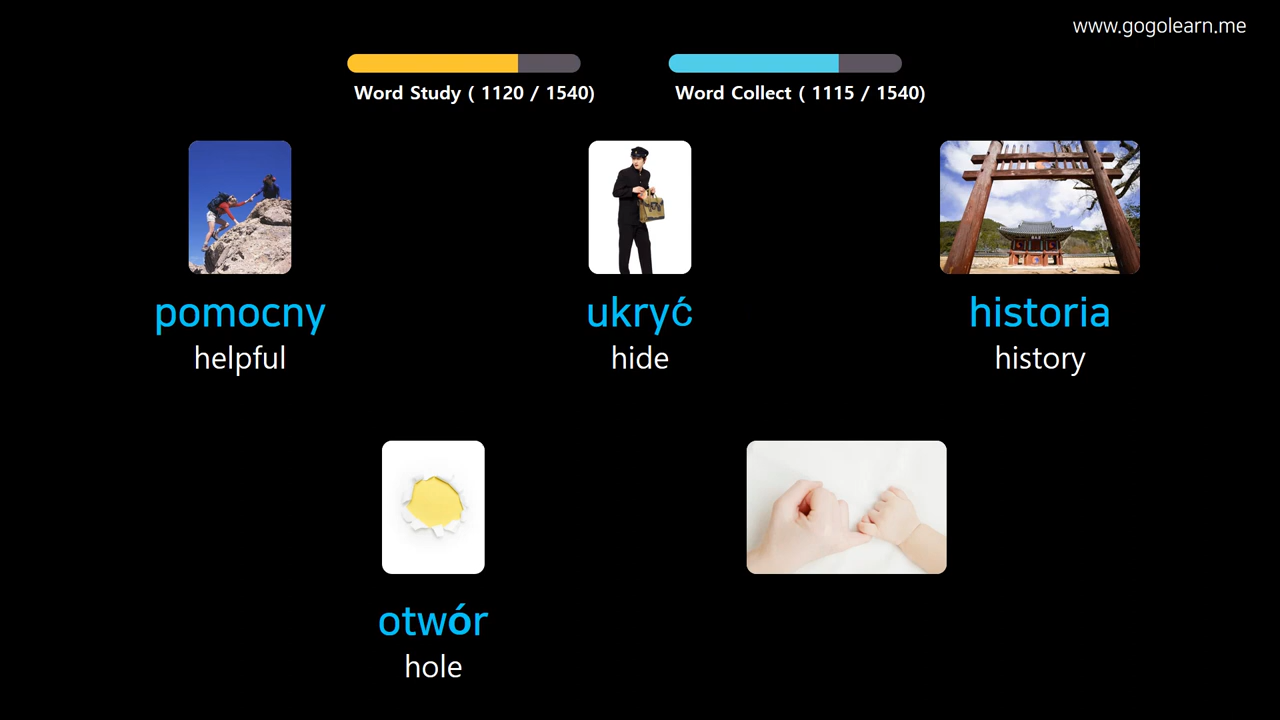 www.gogolearn.me
Word Study ( 1120 / 1540)
Word Collect ( 1115 / 1540)
pomocny
helpful
ukryć
hide
historia
history
otwór
hole